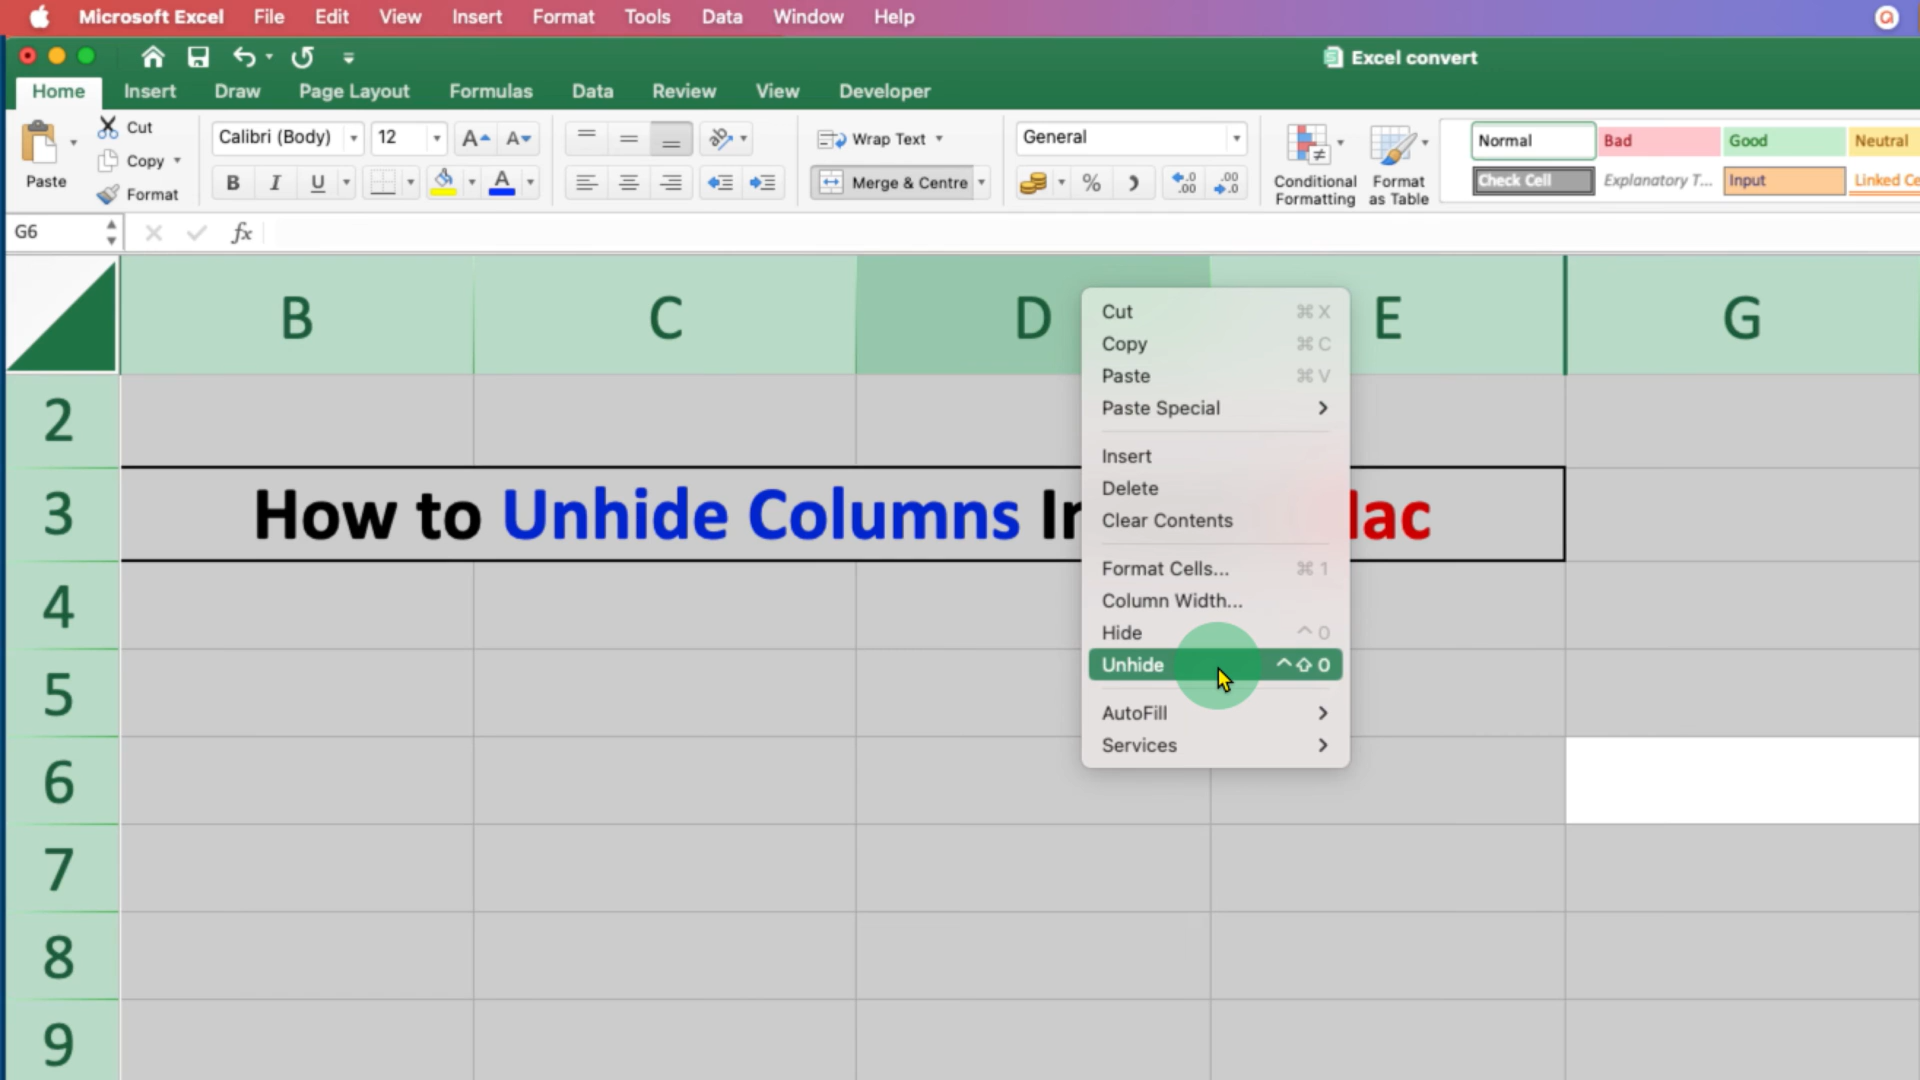 Microsoft Excel File Edit View Insert Format Tools Data Window Help
Excel convert
Home Insert Draw Page Layout Formulas Data Review View Developer
Paste
Cut
Copy
Format
Calibri (Body) 12
B I U A
Wrap Text
Merge & Centre
General
%
Conditional Formatting
Format as Table
Normal Bad Good Neutral
Check Cell Explanatory T... Input Linked Ce
G6 fx
B C D E G
2
3 How to Unhide Columns
4
5
6
7
8
9
Cut ⌘ X
Copy ⌘ C
Paste ⌘ V
Paste Special
Insert
Delete
Clear Contents
Format Cells... ⌘ 1
Column Width...
Hide ^ 0
Unhide ^⇧ 0
AutoFill
Services